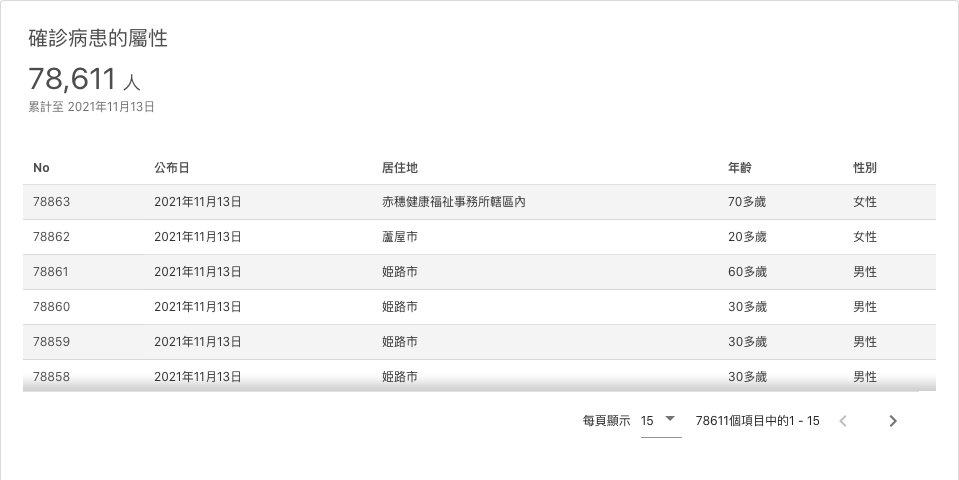 確診病患的屬性
78,611 人
累計至 2021年11月13日
No 公布日 居住地 年齡 性別
78863 2021年11月13日 赤穗健康福祉事務所轄區內 70多歲 女性
78862 2021年11月13日 蘆屋市 20多歲 女性
78861 2021年11月13日 姫路市 60多歲 男性
78860 2021年11月13日 姫路市 30多歲 男性
78859 2021年11月13日 姫路市 30多歲 男性
78858 2021年11月13日 姫路市 30多歲 男性
每頁顯示 15 78611個項目中的1 - 15